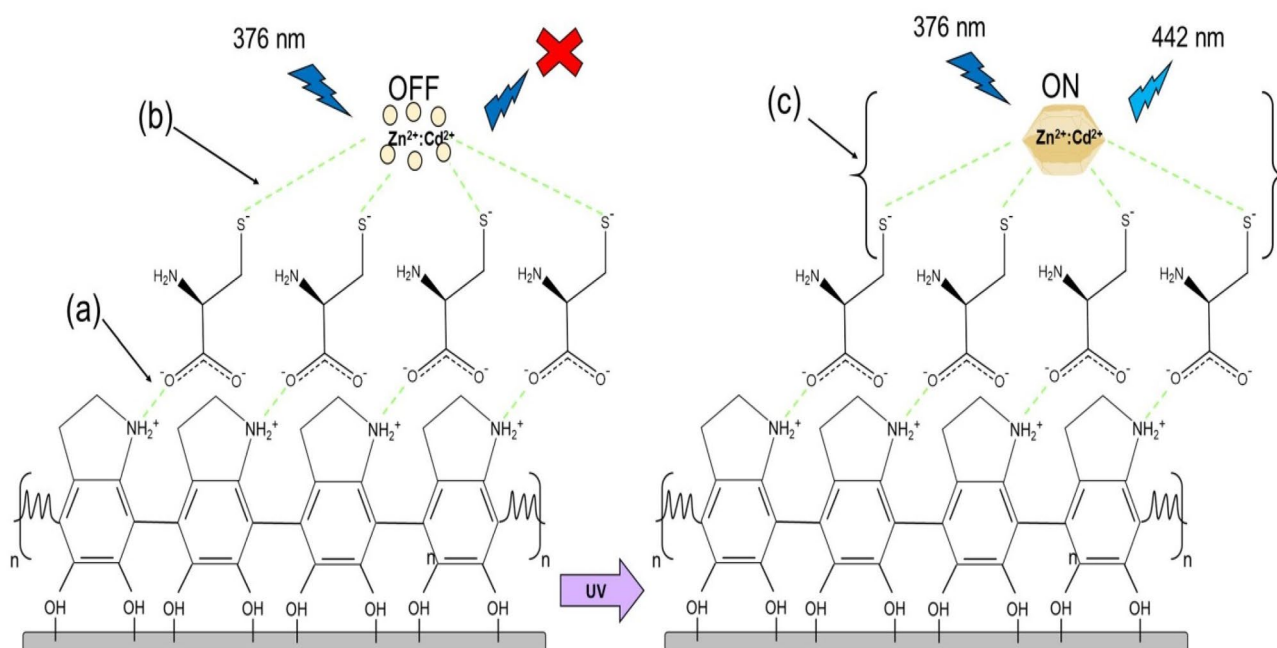 376 nm
OFF
Zn²⁺:Cd²⁺
(b)
S⁻ S⁻ S⁻ S⁻
H₂N H₂N H₂N H₂N
(a)
⁻O O⁻ ⁻O O⁻ ⁻O O⁻ ⁻O O⁻
NH₂⁺ NH₂⁺ NH₂⁺ NH₂⁺
n n n
OH OH OH OH OH OH OH OH
UV
376 nm
442 nm
ON
(c)
Zn²⁺:Cd²⁺
S⁻ S⁻ S⁻ S⁻
H₂N H₂N H₂N H₂N
⁻O O⁻ ⁻O O⁻ ⁻O O⁻ ⁻O O⁻
NH₂⁺ NH₂⁺ NH₂⁺ NH₂⁺
n n n
OH OH OH OH OH OH OH OH